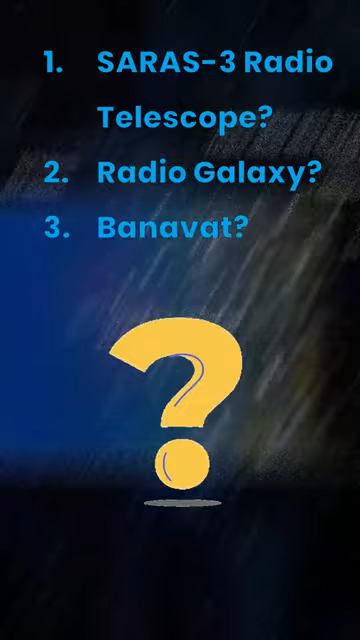 1. SARAS-3 Radio
Telescope?
2. Radio Galaxy?
3. Banavat?